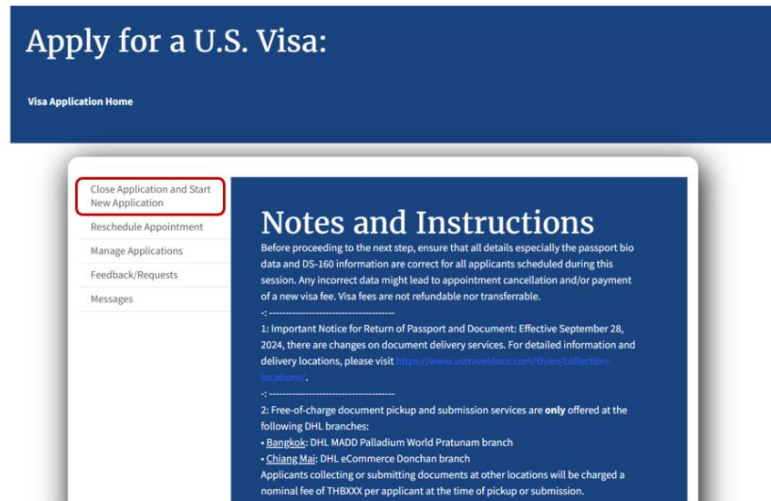 Apply for a U.S. Visa:
Visa Application Home
Close Application and Start
New Application
Reschedule Appointment
Manage Applications
Feedback/Requests
Messages
Notes and Instructions
Before proceeding to the next step, ensure that all details especially the passport bio
data and DS-160 information are correct for all applicants scheduled during this
session. Any incorrect data might lead to appointment cancellation and/or payment
of a new visa fee. Visa fees are not refundable nor transferrable.
-: --------------------------------------
1: Important Notice for Return of Passport and Document: Effective September 28,
2024, there are changes on document delivery services. For detailed information and
delivery locations, please visit https://www.ustraveldocs.com/th/en/collection-
locations/.
-: --------------------------------------
2: Free-of-charge document pickup and submission services are only offered at the
following DHL branches:
• Bangkok: DHL MADD Palladium World Pratunam branch
• Chiang Mai: DHL eCommerce Donchan branch
Applicants collecting or submitting documents at other locations will be charged a
nominal fee of THBXXX per applicant at the time of pickup or submission.